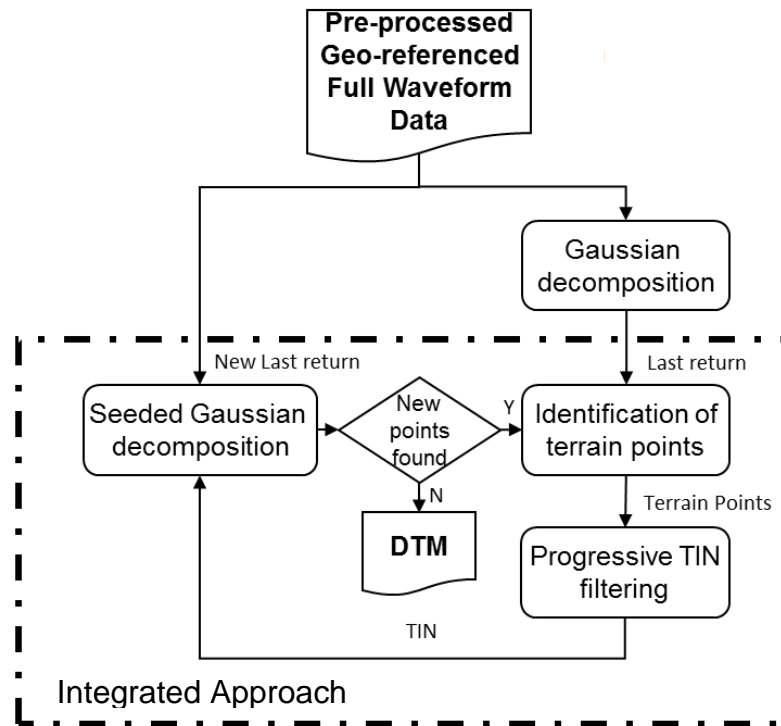 Pre-processed
Geo-referenced
Full Waveform
Data
Gaussian
decomposition
New Last return
Last return
Seeded Gaussian
decomposition
New
points
found
Y
Identification of
terrain points
N
Terrain Points
DTM
Progressive TIN
filtering
TIN
Integrated Approach